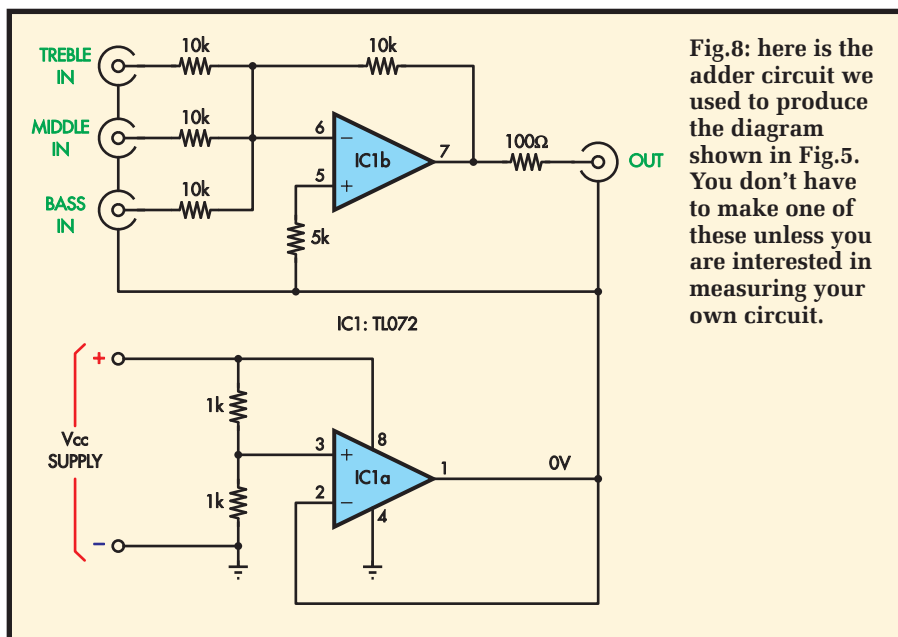 TREBLE
IN
10k
10k
MIDDLE
IN
10k
BASS
IN
10k
6
−
IC1b
7
5
+
5k
100Ω
OUT
IC1: TL072
+
Vcc
SUPPLY
−
1k
1k
3
+
8
IC1a
1
2
−
4
0V
Fig.8: here is the
adder circuit we
used to produce
the diagram
shown in Fig.5.
You don't have
to make one of
these unless you
are interested in
measuring your
own circuit.